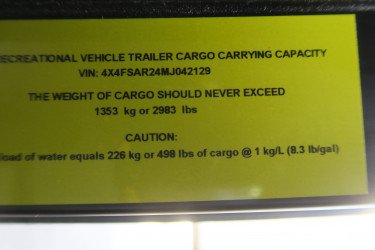 RECREATIONAL VEHICLE TRAILER CARGO CARRYING CAPACITY
VIN: 4X4FSAR24MJ042129
THE WEIGHT OF CARGO SHOULD NEVER EXCEED
1353 kg or 2983 lbs
CAUTION:
load of water equals 226 kg or 498 lbs of cargo @ 1 kg/L (8.3 lb/gal)